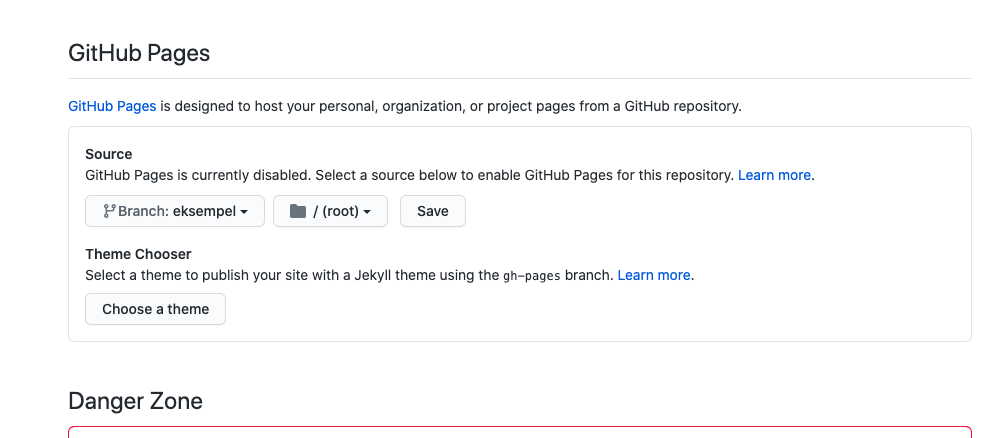 GitHub Pages
GitHub Pages is designed to host your personal, organization, or project pages from a GitHub repository.
Source
GitHub Pages is currently disabled. Select a source below to enable GitHub Pages for this repository. Learn more.
Branch: eksempel / (root) Save
Theme Chooser
Select a theme to publish your site with a Jekyll theme using the gh-pages branch. Learn more.
Choose a theme
Danger Zone